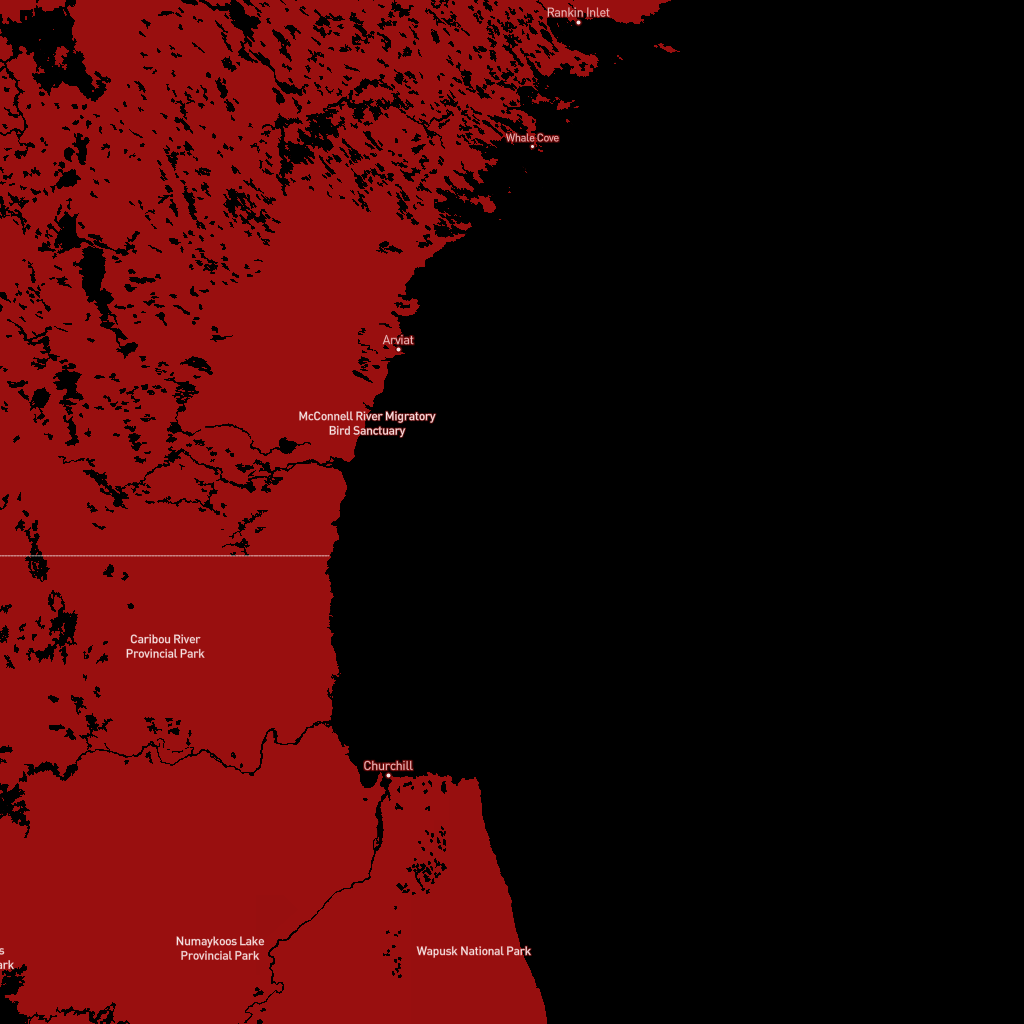 Rankin Inlet
Whale Cove
Arviat
McConnell River Migratory
Bird Sanctuary
Caribou River
Provincial Park
Churchill
Numaykoos Lake
Provincial Park
Wapusk National Park
s
ark